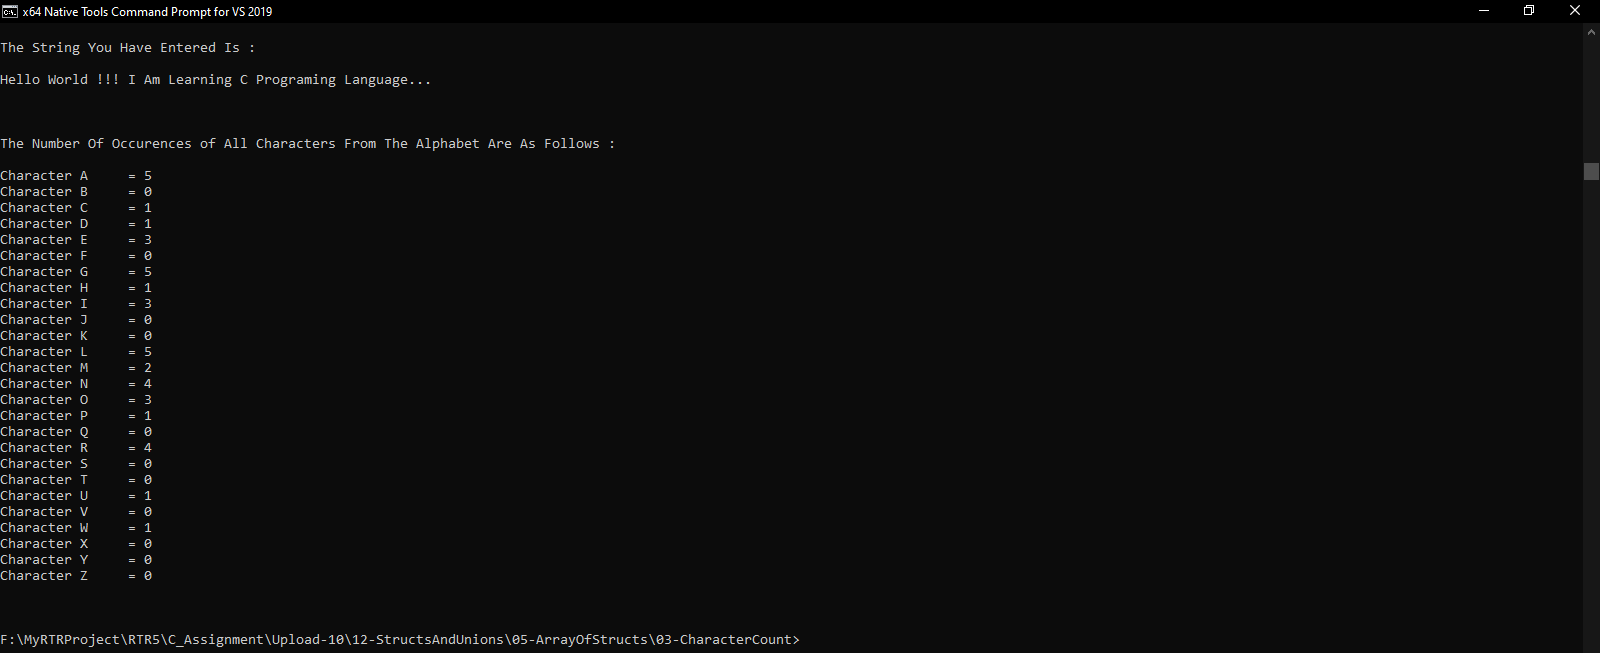 x64 Native Tools Command Prompt for VS 2019
The String You Have Entered Is :
Hello World !!! I Am Learning C Programing Language...
The Number Of Occurences of All Characters From The Alphabet Are As Follows :
Character A     = 5
Character B     = 0
Character C     = 1
Character D     = 1
Character E     = 3
Character F     = 0
Character G     = 5
Character H     = 1
Character I     = 3
Character J     = 0
Character K     = 0
Character L     = 5
Character M     = 2
Character N     = 4
Character O     = 3
Character P     = 1
Character Q     = 0
Character R     = 4
Character S     = 0
Character T     = 0
Character U     = 1
Character V     = 0
Character W     = 1
Character X     = 0
Character Y     = 0
Character Z     = 0
F:\MyRTRProject\RTR5\C_Assignment\Upload-10\12-StructsAndUnions\05-ArrayOfStructs\03-CharacterCount>